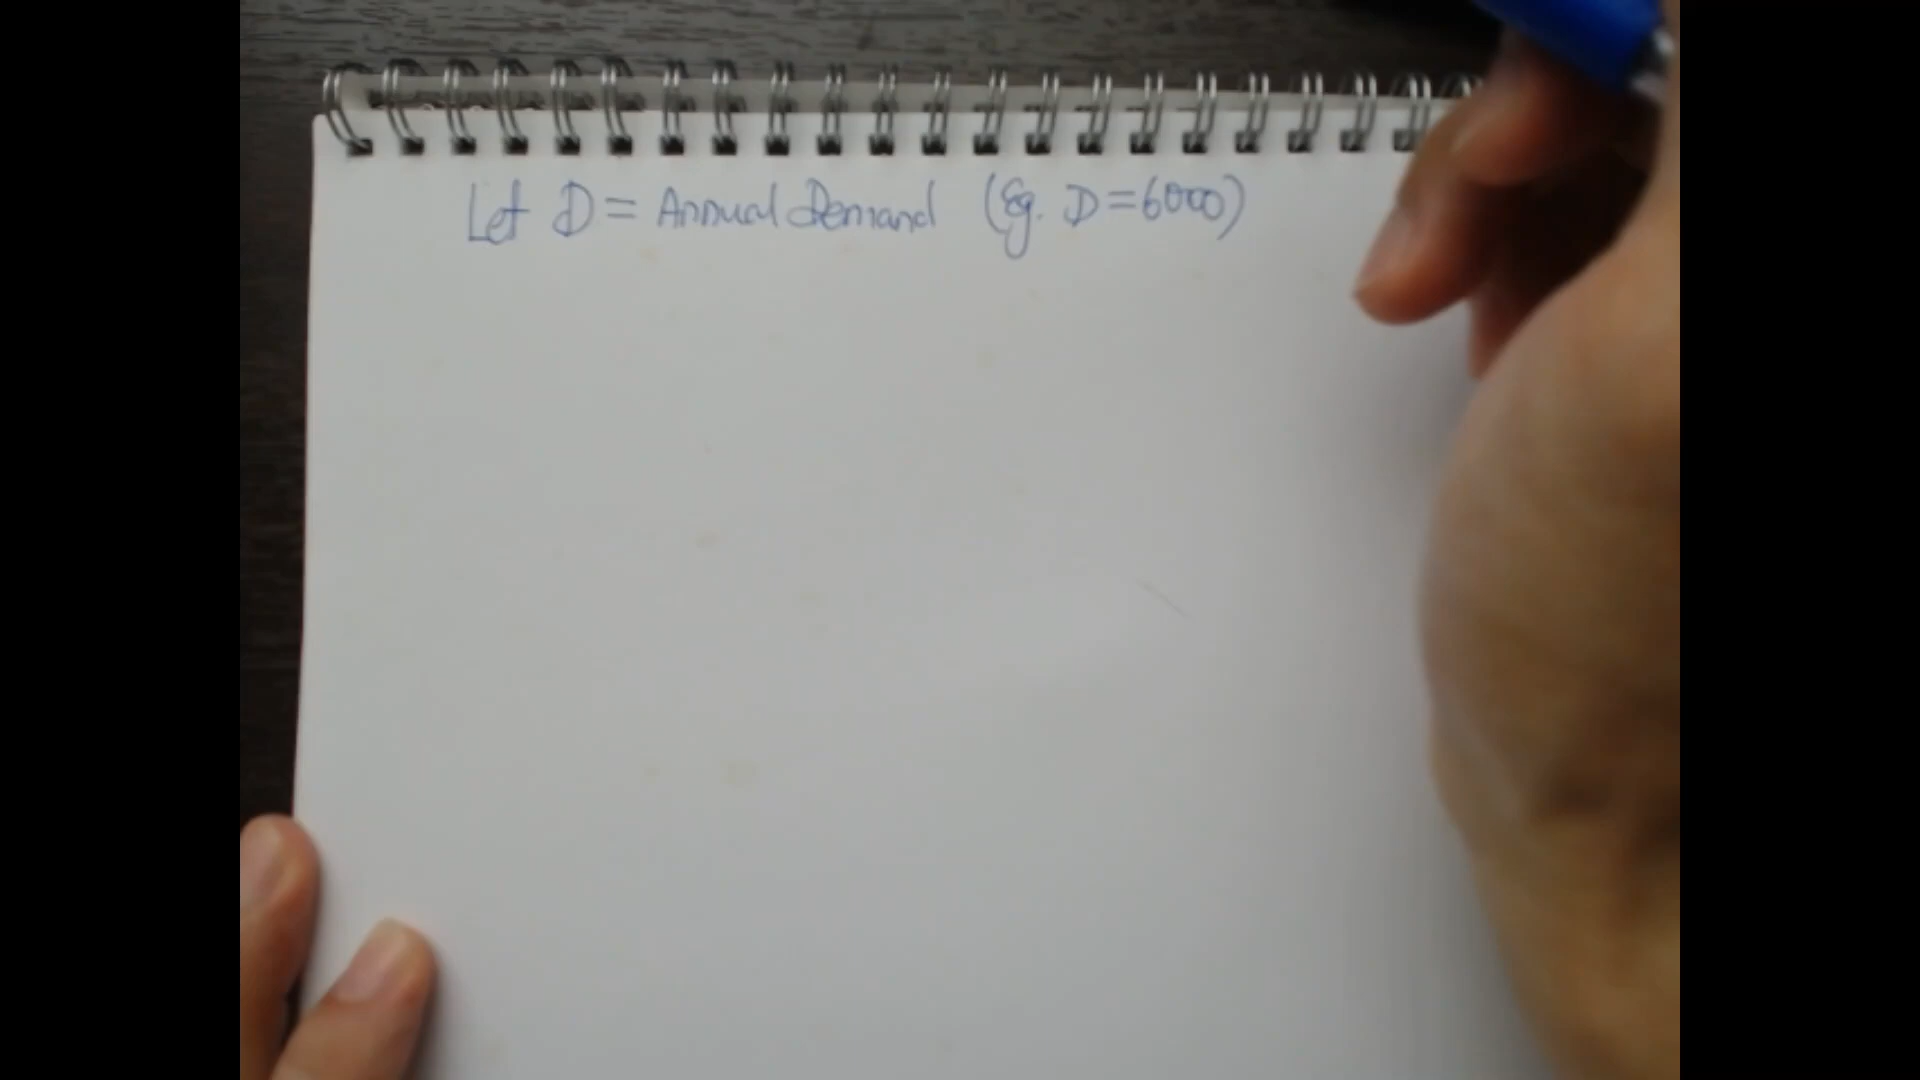 Let D = Annual Demand (Eg. D = 6000)